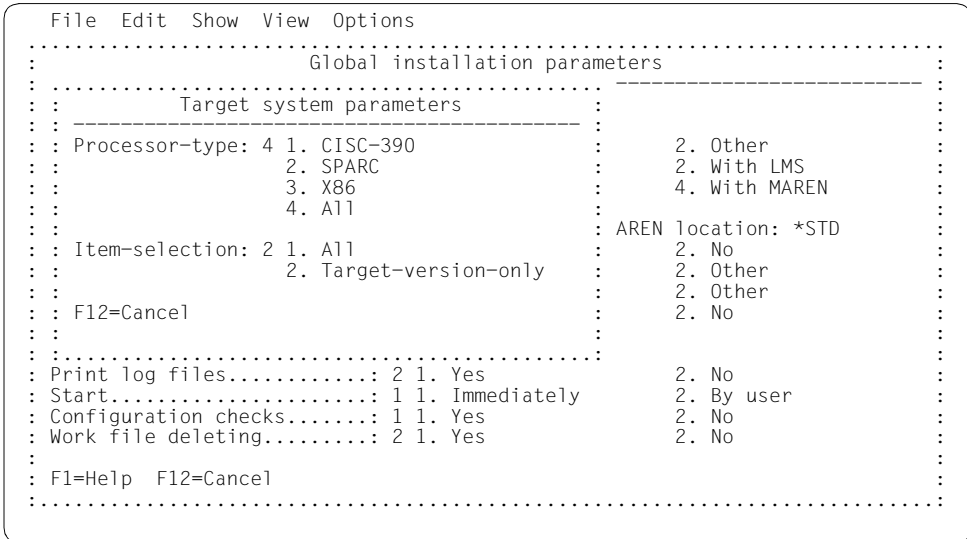 File Edit Show View Options
................................................................................
: Global installation parameters :
: ............................................... -------------------------- :
: : Target system parameters : :
: : ------------------------------------------- : :
: : Processor-type: 4 1. CISC-390 : 2. Other :
: : 2. SPARC : 2. With LMS :
: : 3. X86 : 4. With MAREN :
: : 4. All : :
: : : AREN location: *STD :
: : Item-selection: 2 1. All : 2. No :
: : 2. Target-version-only : 2. Other :
: : : 2. Other :
: : F12=Cancel : 2. No :
: : : :
: :.............................................: :
: Print log files............: 2 1. Yes 2. No :
: Start......................: 1 1. Immediately 2. By user :
: Configuration checks.......: 1 1. Yes 2. No :
: Work file deleting.........: 2 1. Yes 2. No :
: :
: F1=Help F12=Cancel :
:..............................................................................: